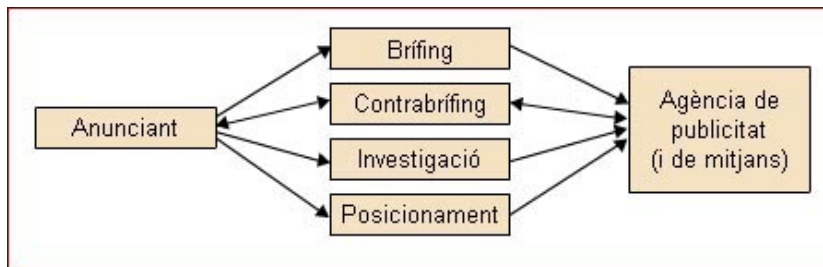 Brífing
Contrabrífing
Anunciant
Investigació
Posicionament
Agència de
publicitat
(i de mitjans)